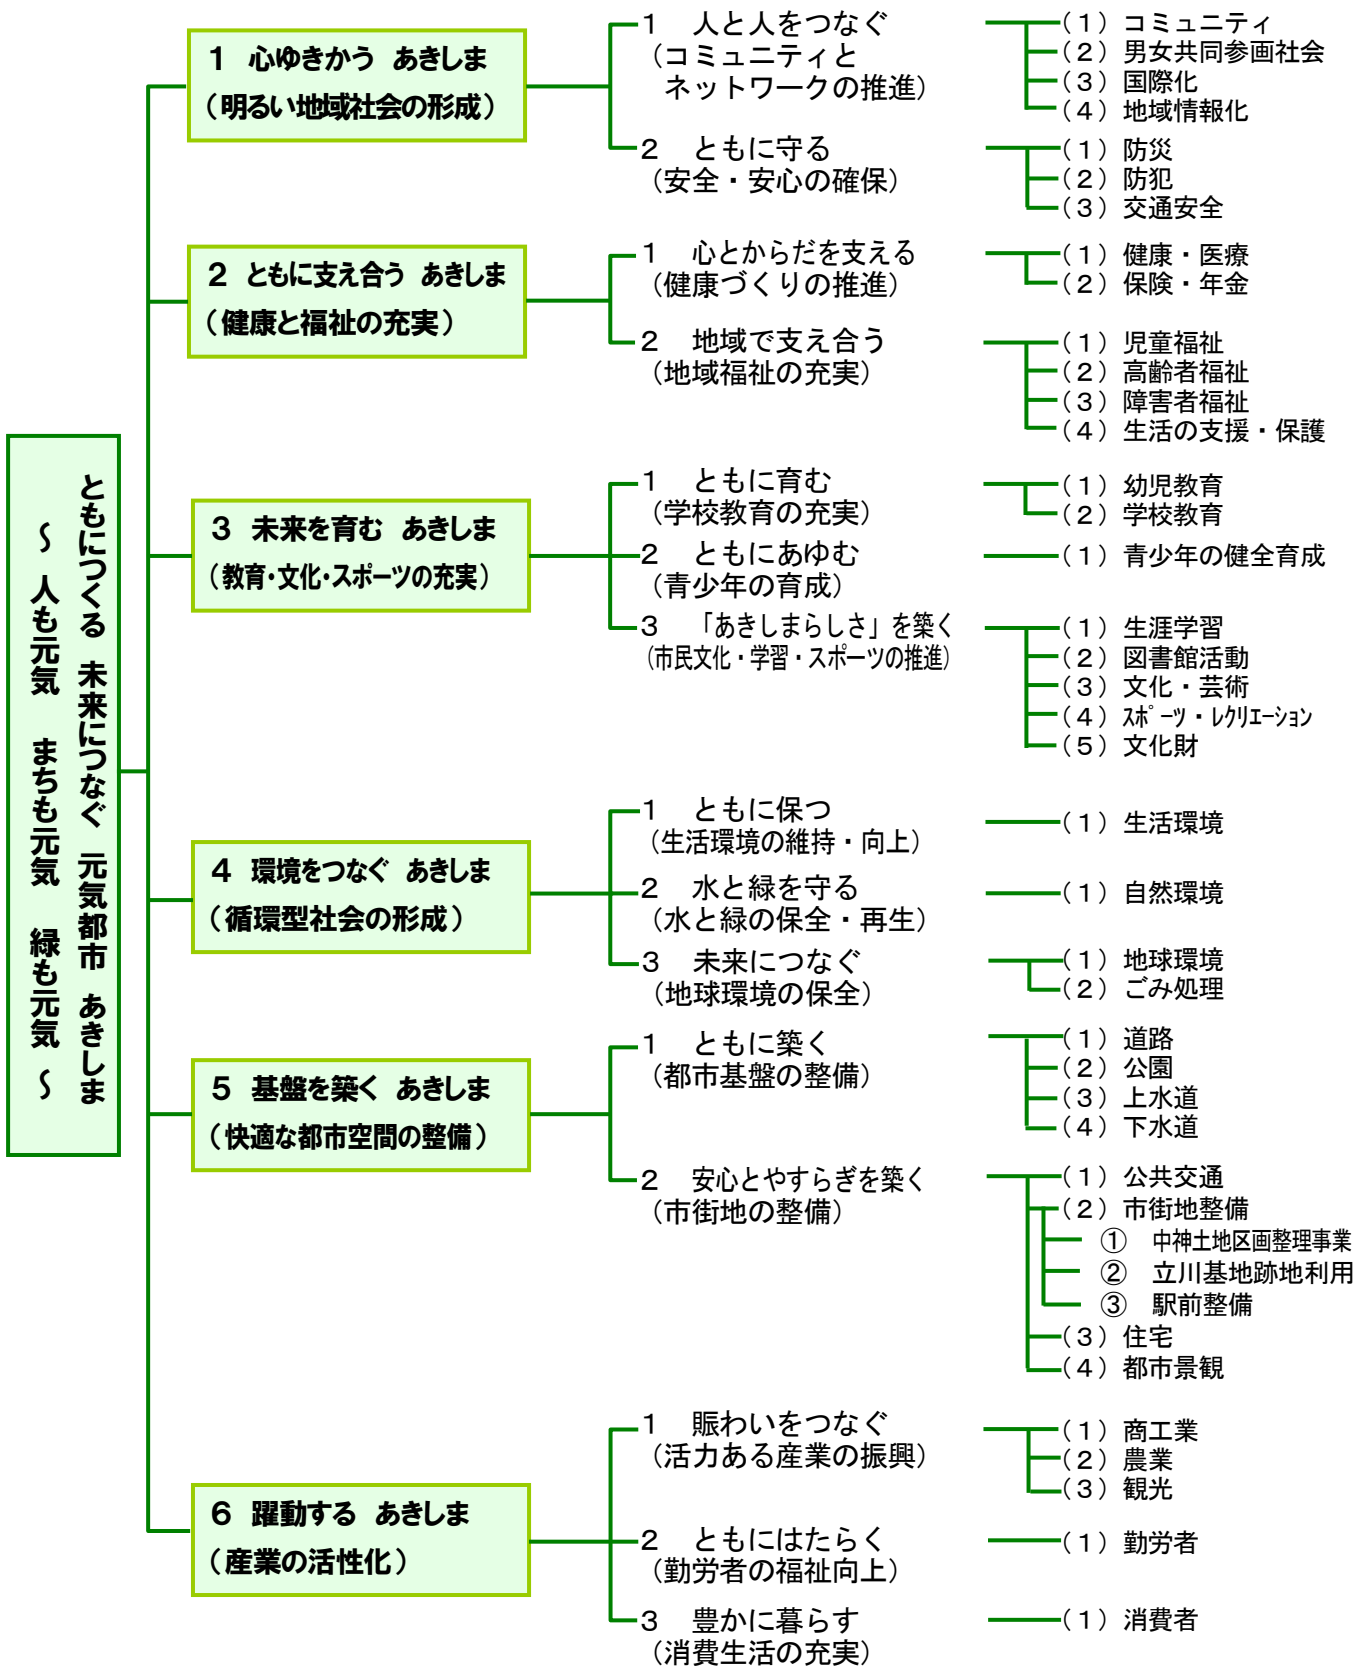 ともにつくる 未来につなぐ 元気都市 あきしま
～ 人も元気 まちも元気 緑も元気 ～
1 心ゆきかう あきしま
（明るい地域社会の形成）
1 人と人をつなぐ
（コミュニティと
ネットワークの推進）
（1）コミュニティ
（2）男女共同参画社会
（3）国際化
（4）地域情報化
2 ともに守る
（安全・安心の確保）
（1）防災
（2）防犯
（3）交通安全
2 ともに支え合う あきしま
（健康と福祉の充実）
1 心とからだを支える
（健康づくりの推進）
（1）健康・医療
（2）保険・年金
2 地域で支え合う
（地域福祉の充実）
（1）児童福祉
（2）高齢者福祉
（3）障害者福祉
（4）生活の支援・保護
3 未来を育む あきしま
（教育・文化・スポーツの充実）
1 ともに育む
（学校教育の充実）
（1）幼児教育
（2）学校教育
2 ともにあゆむ
（青少年の育成）
（1）青少年の健全育成
3 「あきしまらしさ」を築く
（市民文化・学習・スポーツの推進）
（1）生涯学習
（2）図書館活動
（3）文化・芸術
（4）ｽﾎﾟｰﾂ・ﾚｸﾘｴｰｼｮﾝ
（5）文化財
4 環境をつなぐ あきしま
（循環型社会の形成）
1 ともに保つ
（生活環境の維持・向上）
（1）生活環境
2 水と緑を守る
（水と緑の保全・再生）
（1）自然環境
3 未来につなぐ
（地球環境の保全）
（1）地球環境
（2）ごみ処理
5 基盤を築く あきしま
（快適な都市空間の整備）
1 ともに築く
（都市基盤の整備）
（1）道路
（2）公園
（3）上水道
（4）下水道
2 安心とやすらぎを築く
（市街地の整備）
（1）公共交通
（2）市街地整備
① 中神土地区画整理事業
② 立川基地跡地利用
③ 駅前整備
（3）住宅
（4）都市景観
6 躍動する あきしま
（産業の活性化）
1 賑わいをつなぐ
（活力ある産業の振興）
（1）商工業
（2）農業
（3）観光
2 ともにはたらく
（勤労者の福祉向上）
（1）勤労者
3 豊かに暮らす
（消費生活の充実）
（1）消費者